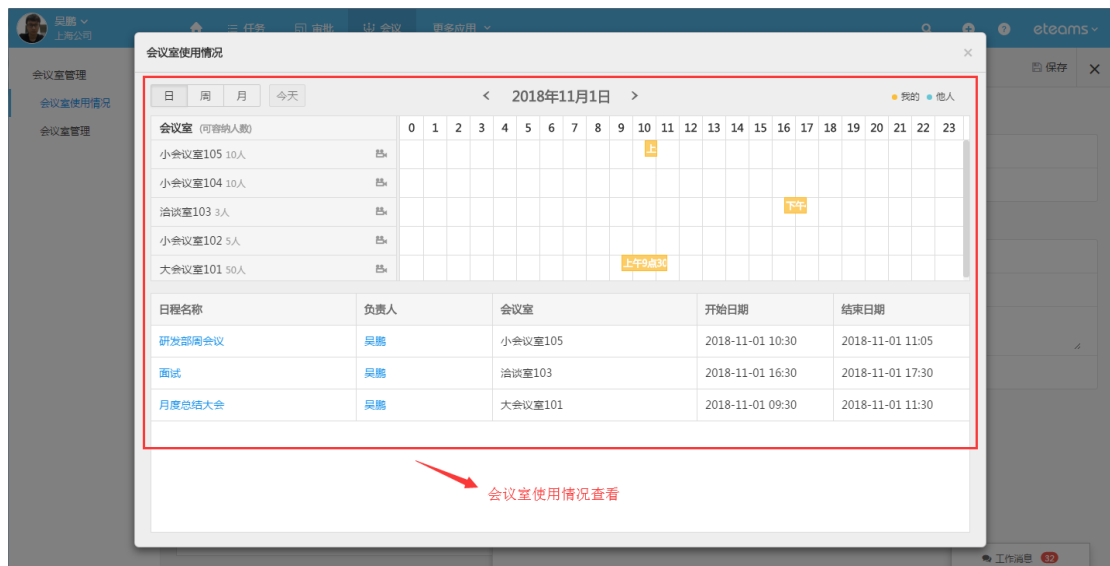 吴鹏
上海公司
任务
审批
会议
更多应用
eteams
会议室管理
会议室使用情况
会议室管理
保存
会议室使用情况
日 周 月 今天
2018年11月1日
我的 他人
会议室 (可容纳人数) 0 1 2 3 4 5 6 7 8 9 10 11 12 13 14 15 16 17 18 19 20 21 22 23
小会议室105 10人 上
小会议室104 10人
洽谈室103 3人 下午
小会议室102 5人
大会议室101 50人 上午9点30
日程名称 负责人 会议室 开始日期 结束日期
研发部周会议 吴鹏 小会议室105 2018-11-01 10:30 2018-11-01 11:05
面试 吴鹏 洽谈室103 2018-11-01 16:30 2018-11-01 17:30
月度总结大会 吴鹏 大会议室101 2018-11-01 09:30 2018-11-01 11:30
会议室使用情况查看
工作消息 32